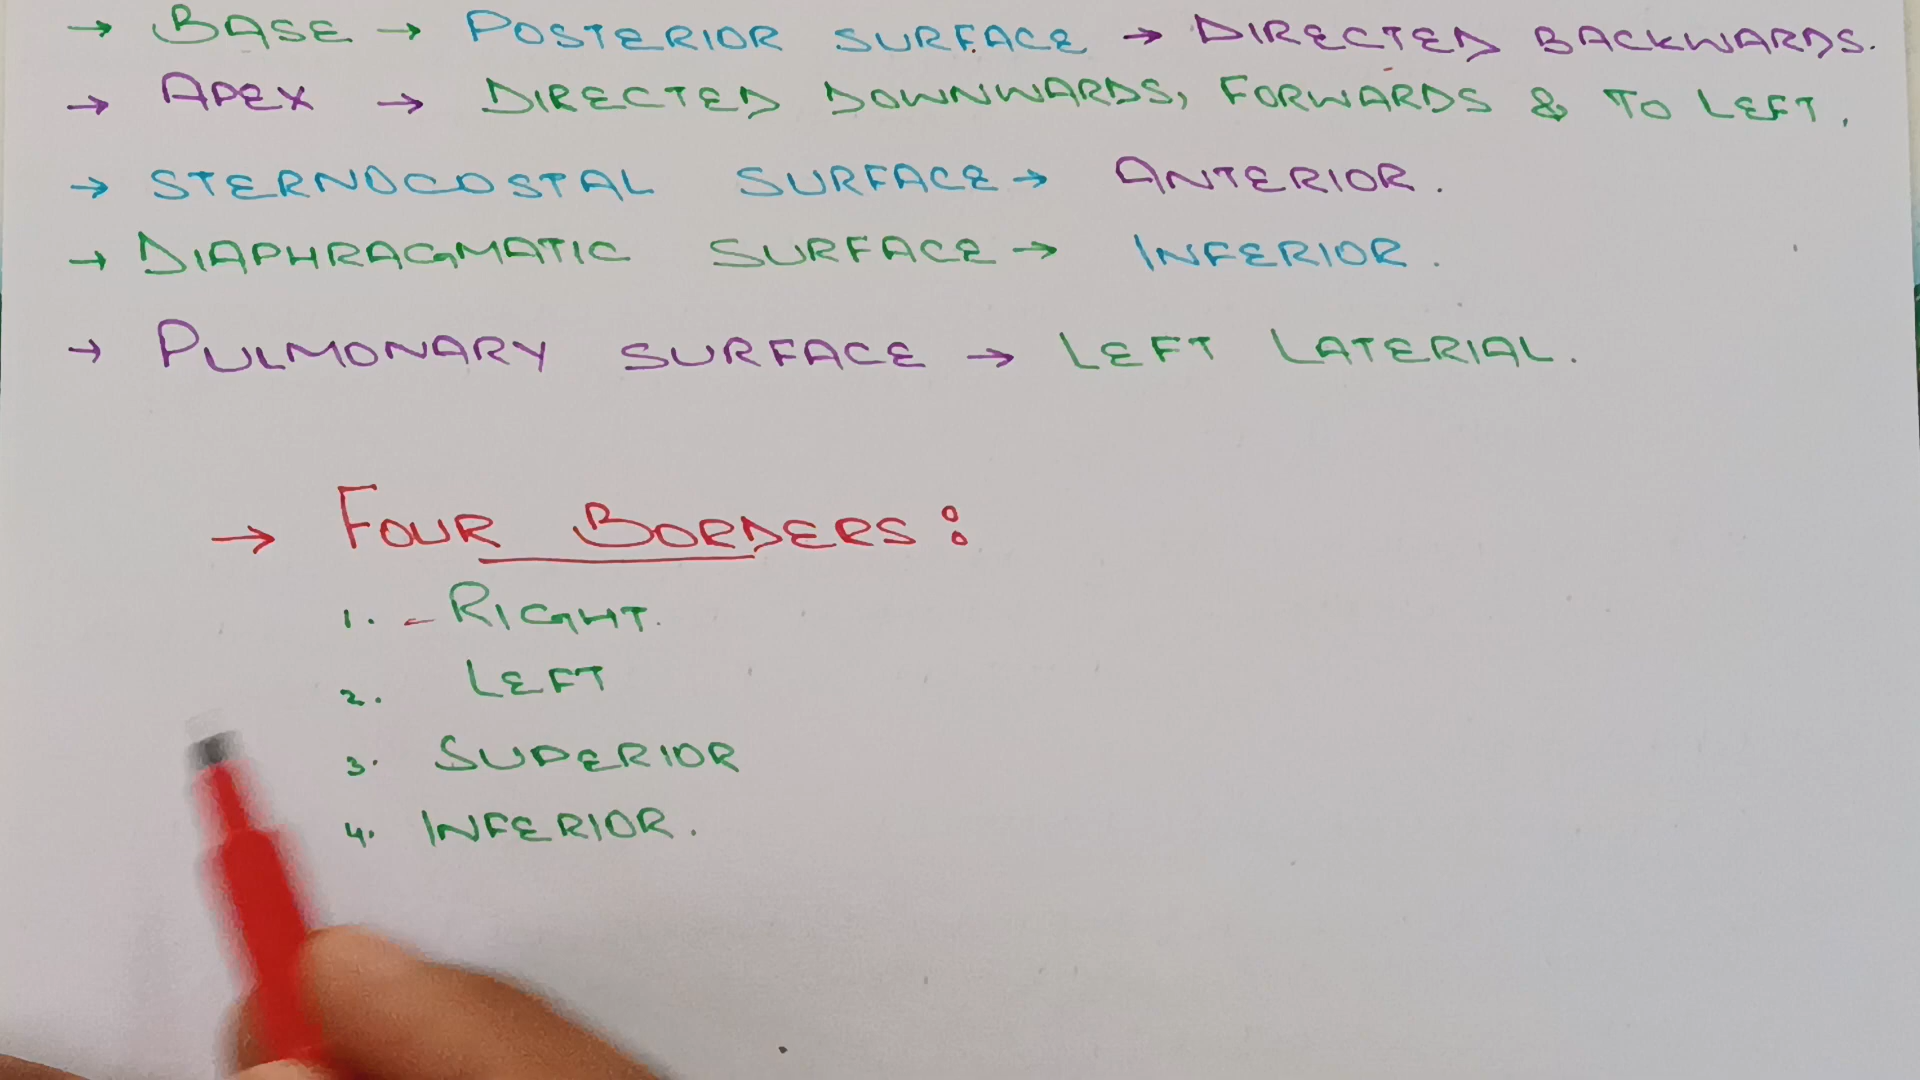 → BASE → POSTERIOR SURFACE → DIRECTED BACKWARDS.
→ APEX → DIRECTED DOWNWARDS, FORWARDS & TO LEFT.
→ STERNOCOSTAL SURFACE → ANTERIOR.
→ DIAPHRAGMATIC SURFACE → INFERIOR.
→ PULMONARY SURFACE → LEFT LATERIAL.
→ FOUR BORDERS:
1. - RIGHT.
2. LEFT
3. SUPERIOR
4. INFERIOR.